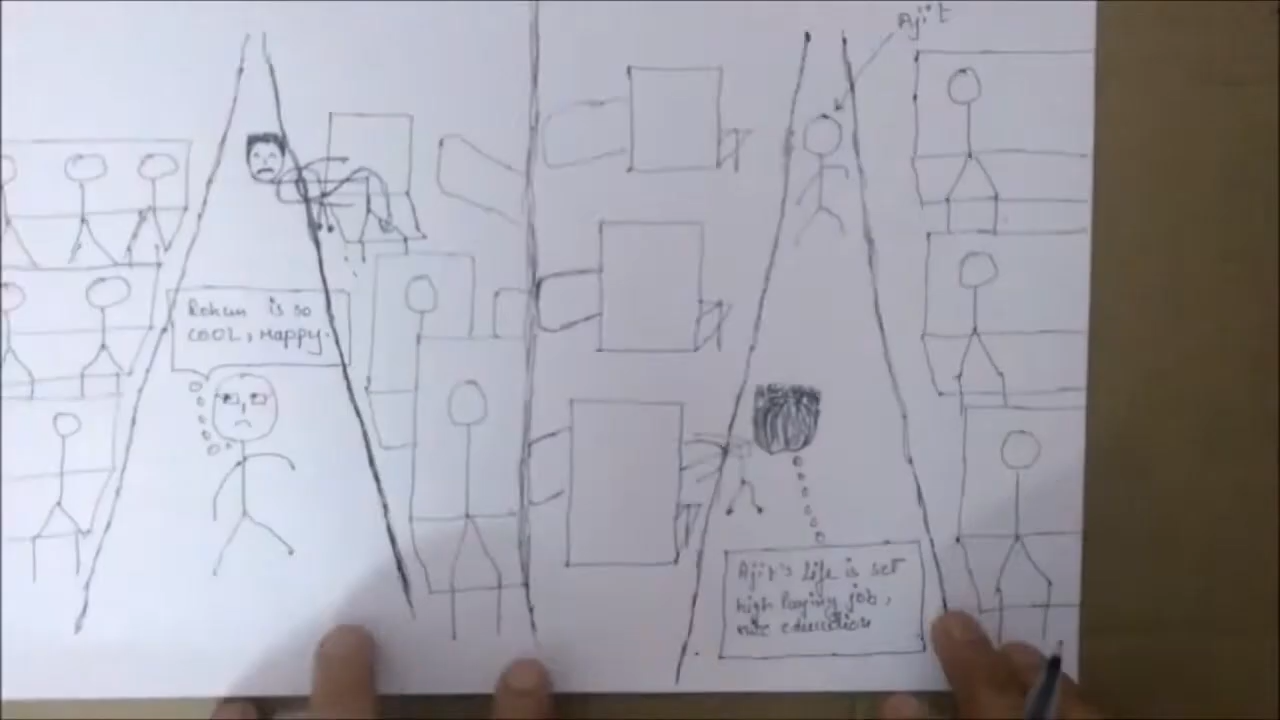 Rohan is so
COOL, Happy.
Ajit
Ajit's Life is set
high Paying job,
nice education